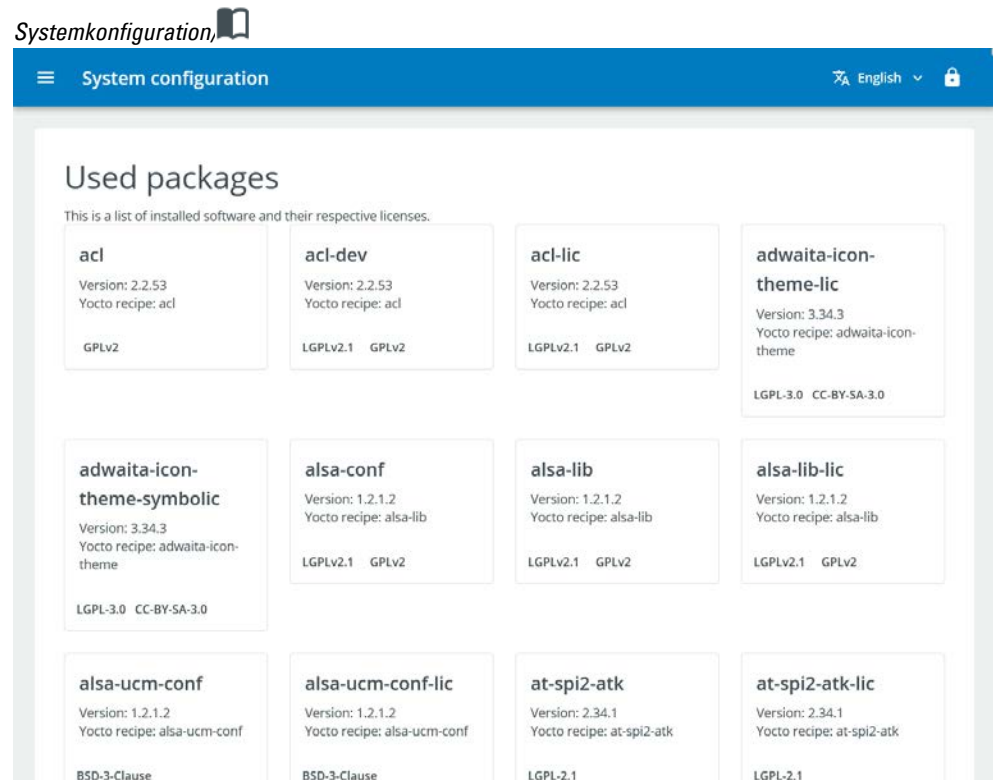 Systemkonfiguration/
System configuration
English
Used packages
This is a list of installed software and their respective licenses.
acl
Version: 2.2.53
Yocto recipe: acl
GPLv2
acl-dev
Version: 2.2.53
Yocto recipe: acl
LGPLv2.1 GPLv2
acl-lic
Version: 2.2.53
Yocto recipe: acl
LGPLv2.1 GPLv2
adwaita-icon-
theme-lic
Version: 3.34.3
Yocto recipe: adwaita-icon-
theme
LGPL-3.0 CC-BY-SA-3.0
adwaita-icon-
theme-symbolic
Version: 3.34.3
Yocto recipe: adwaita-icon-
theme
LGPL-3.0 CC-BY-SA-3.0
alsa-conf
Version: 1.2.1.2
Yocto recipe: alsa-lib
LGPLv2.1 GPLv2
alsa-lib
Version: 1.2.1.2
Yocto recipe: alsa-lib
LGPLv2.1 GPLv2
alsa-lib-lic
Version: 1.2.1.2
Yocto recipe: alsa-lib
LGPLv2.1 GPLv2
alsa-ucm-conf
Version: 1.2.1.2
Yocto recipe: alsa-ucm-conf
BSD-3-Clause
alsa-ucm-conf-lic
Version: 1.2.1.2
Yocto recipe: alsa-ucm-conf
BSD-3-Clause
at-spi2-atk
Version: 2.34.1
Yocto recipe: at-spi2-atk
LGPL-2.1
at-spi2-atk-lic
Version: 2.34.1
Yocto recipe: at-spi2-atk
LGPL-2.1